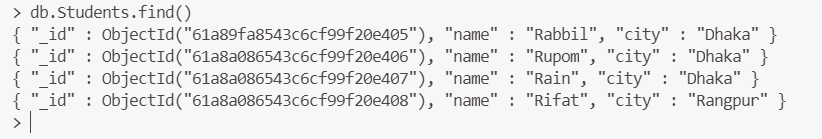 > db.Students.find()
{ "_id" : ObjectId("61a89fa8543c6cf99f20e405"), "name" : "Rabbil", "city" : "Dhaka" }
{ "_id" : ObjectId("61a8a086543c6cf99f20e406"), "name" : "Rupom", "city" : "Dhaka" }
{ "_id" : ObjectId("61a8a086543c6cf99f20e407"), "name" : "Rain", "city" : "Dhaka" }
{ "_id" : ObjectId("61a8a086543c6cf99f20e408"), "name" : "Rifat", "city" : "Rangpur" }
>